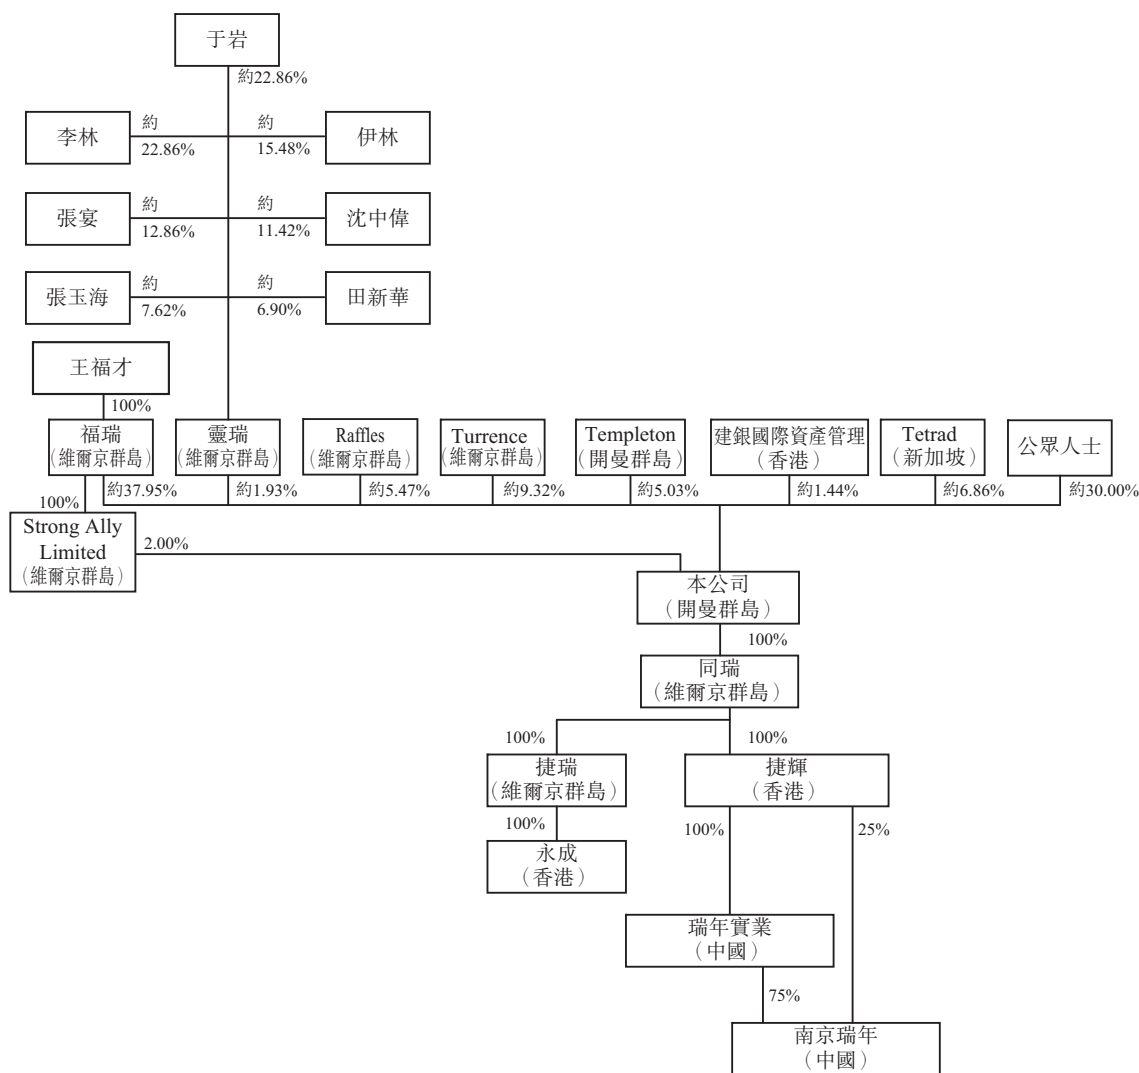 于岩
約22.86%
李林
約
22.86%
約
15.48%
伊林
張宴
約
12.86%
約
11.42%
沈中偉
張玉海
約
7.62%
約
6.90%
田新華
王福才
100%
福瑞
(維爾京群島)
靈瑞
(維爾京群島)
Raffles
(維爾京群島)
Turrence
(維爾京群島)
Templeton
(開曼群島)
建銀國際資產管理
(香港)
Tetrad
(新加坡)
公眾人士
100%
約37.95%
約1.93%
約5.47%
約9.32%
約5.03%
約1.44%
約6.86%
約30.00%
Strong Ally
Limited
(維爾京群島)
2.00%
本公司
(開曼群島)
100%
同瑞
(維爾京群島)
100%
100%
捷瑞
(維爾京群島)
捷輝
(香港)
100%
100%
25%
永成
(香港)
瑞年實業
(中國)
75%
南京瑞年
(中國)